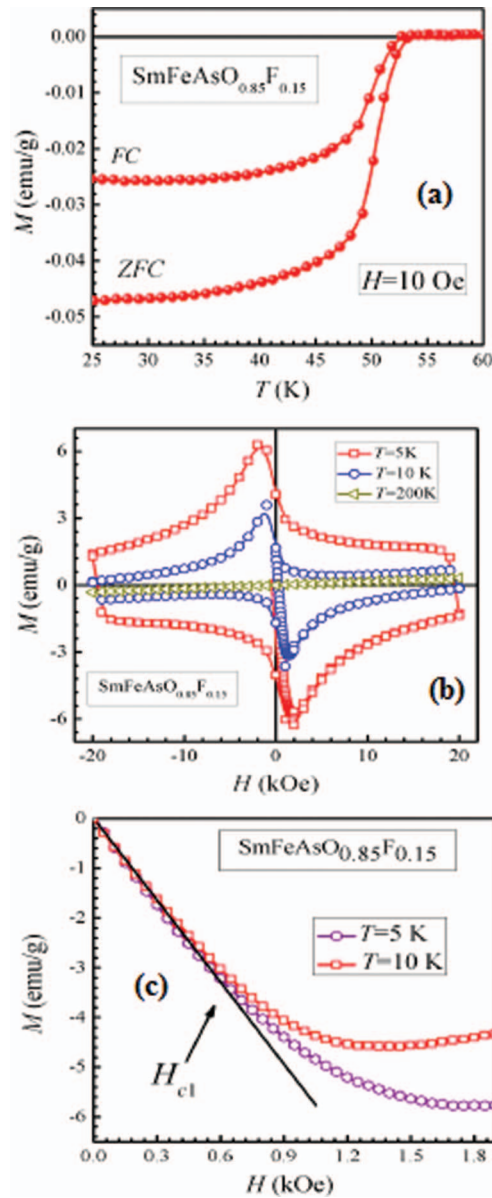 0.00
-0.01
-0.02
-0.03
-0.04
-0.05
M (emu/g)
SmFeAsO0.85F0.15
FC
ZFC
(a)
H=10 Oe
25 30 35 40 45 50 55 60
T (K)
6
3
0
-3
-6
M (emu/g)
T=5K
T=10 K
T=200K
SmFeAsO0.85F0.15
(b)
-20 -10 0 10 20
H (kOe)
0
-1
-2
-3
-4
-5
-6
M (emu/g)
SmFeAsO0.85F0.15
T=5 K
T=10 K
(c)
Hc1
0.0 0.3 0.6 0.9 1.2 1.5 1.8
H (kOe)